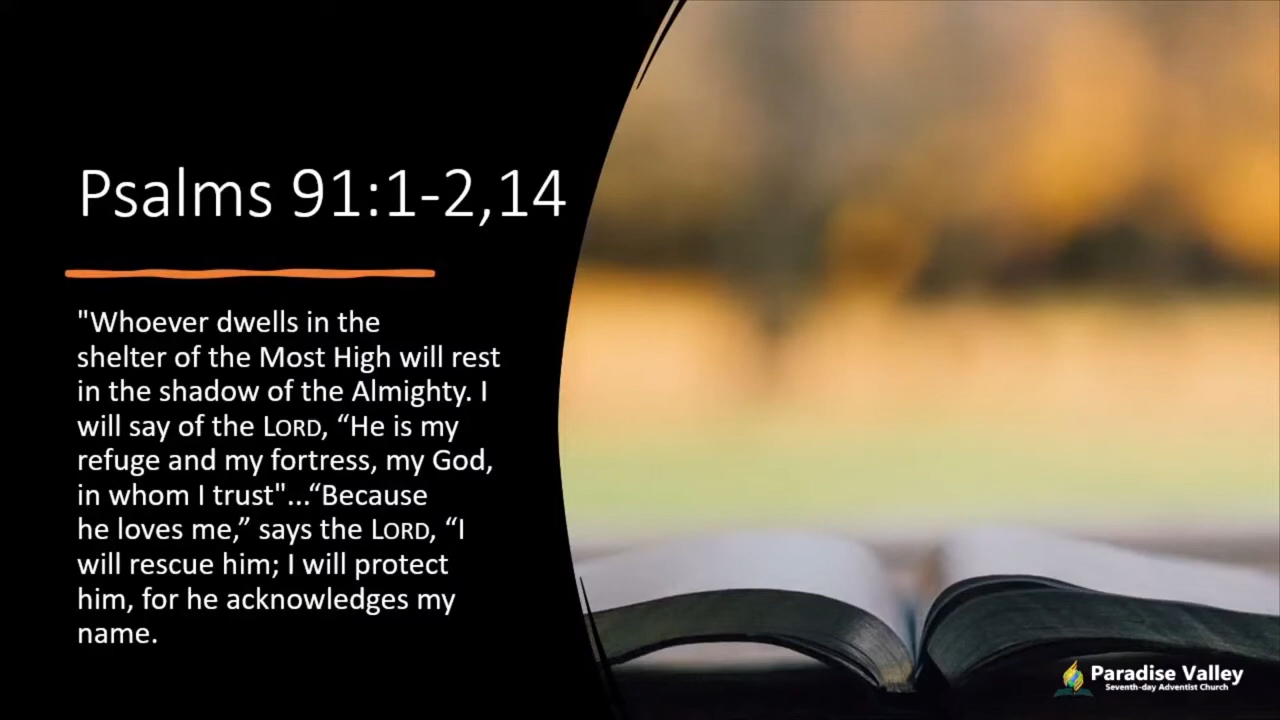 Psalms 91:1-2,14
"Whoever dwells in the
shelter of the Most High will rest
in the shadow of the Almighty. I
will say of the LORD, “He is my
refuge and my fortress, my God,
in whom I trust"...“Because
he loves me,” says the LORD, “I
will rescue him; I will protect
him, for he acknowledges my
name.
Paradise Valley
Seventh-day Adventist Church